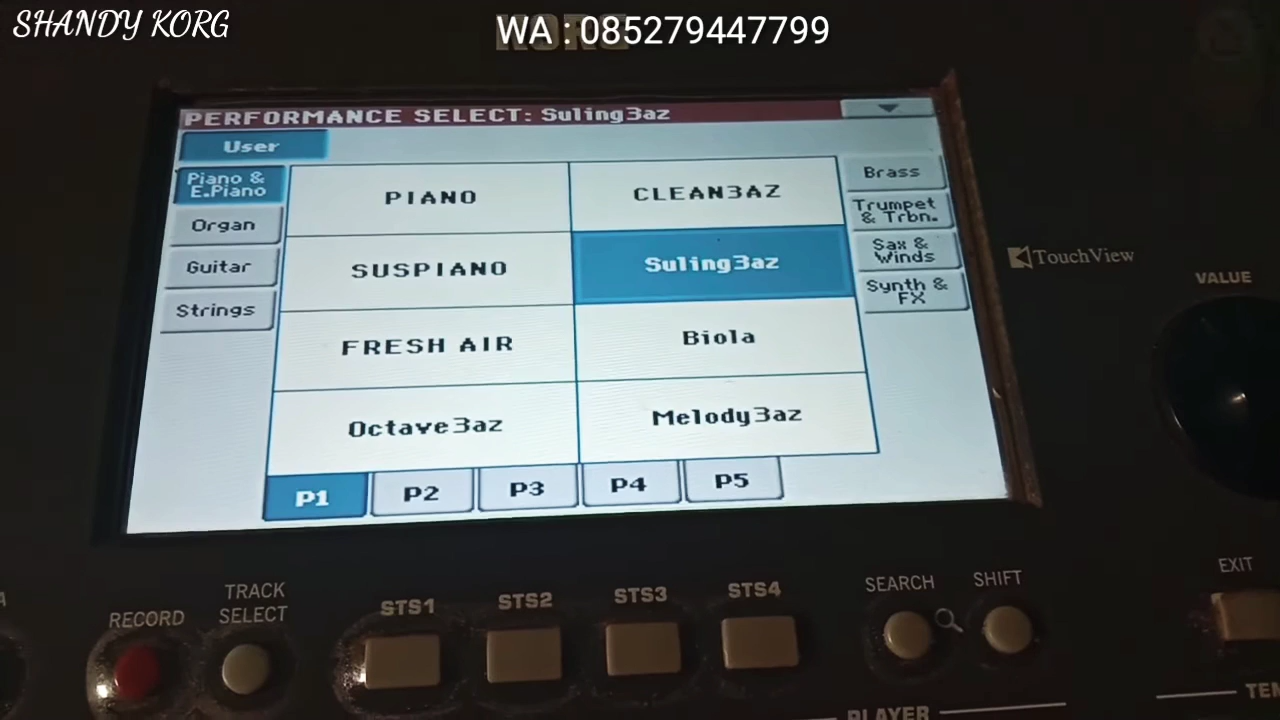 SHANDY KORG
WA : 085279447799
KORG
PERFORMANCE SELECT: Suling3az
User
Piano &
E.Piano
Organ
Guitar
Strings
PIANO
CLEAN3AZ
SUSPIANO
Suling3az
FRESH AIR
Biola
Octave3az
Melody3az
Brass
Trumpet
& Trbn.
Sax &
Winds
Synth &
FX
P1
P2
P3
P4
P5
TouchView
VALUE
RECORD
TRACK
SELECT
STS1
STS2
STS3
STS4
SEARCH
SHIFT
EXIT
PLAYER